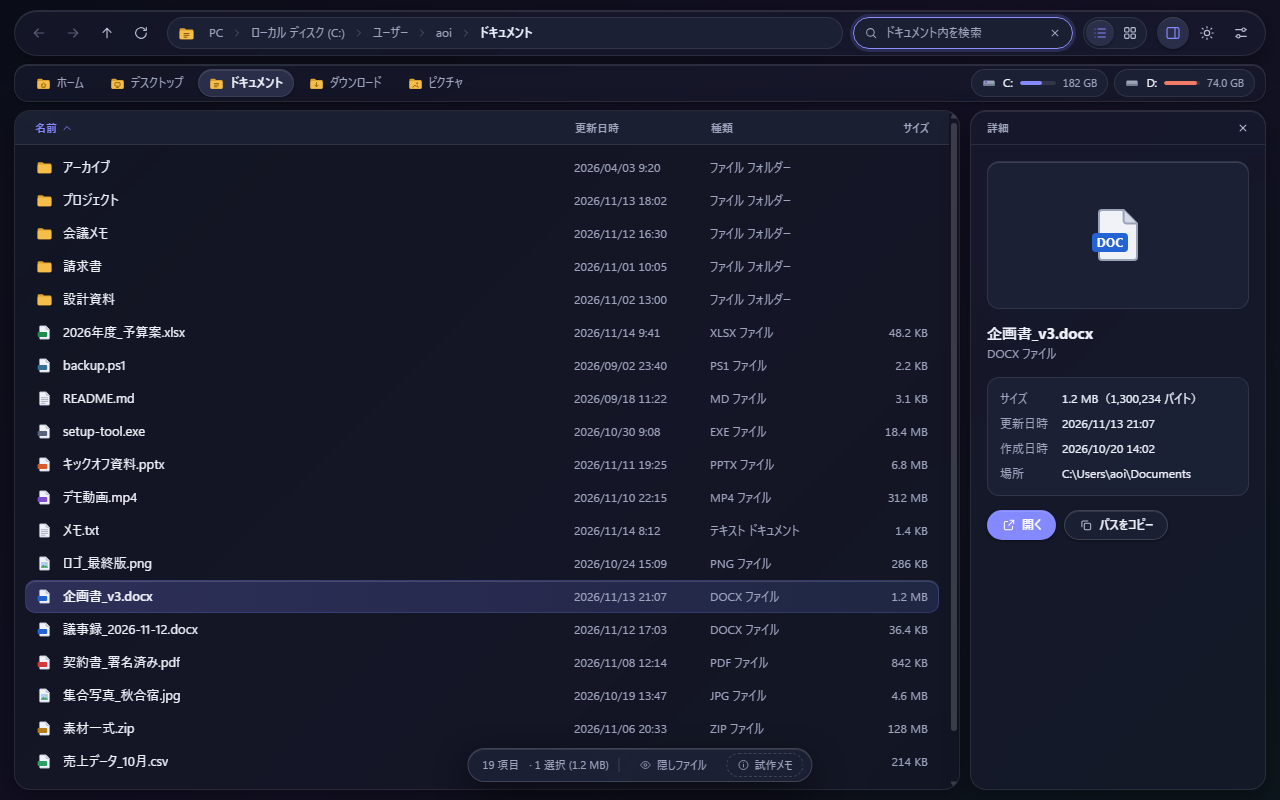 PC › ローカル ディスク (C:) › ユーザー › aoi › ドキュメント
ドキュメント内を検索
ホーム
デスクトップ
ドキュメント
ダウンロード
ピクチャ
C: 182 GB
D: 74.0 GB
名前 更新日時 種類 サイズ
アーカイブ 2026/04/03 9:20 ファイル フォルダー
プロジェクト 2026/11/13 18:02 ファイル フォルダー
会議メモ 2026/11/12 16:30 ファイル フォルダー
請求書 2026/11/01 10:05 ファイル フォルダー
設計資料 2026/11/02 13:00 ファイル フォルダー
2026年度_予算案.xlsx 2026/11/14 9:41 XLSX ファイル 48.2 KB
backup.ps1 2026/09/02 23:40 PS1 ファイル 2.2 KB
README.md 2026/09/18 11:22 MD ファイル 3.1 KB
setup-tool.exe 2026/10/30 9:08 EXE ファイル 18.4 MB
キックオフ資料.pptx 2026/11/11 19:25 PPTX ファイル 6.8 MB
デモ動画.mp4 2026/11/10 22:15 MP4 ファイル 312 MB
メモ.txt 2026/11/14 8:12 テキスト ドキュメント 1.4 KB
ロゴ_最終版.png 2026/10/24 15:09 PNG ファイル 286 KB
企画書_v3.docx 2026/11/13 21:07 DOCX ファイル 1.2 MB
議事録_2026-11-12.docx 2026/11/12 17:03 DOCX ファイル 36.4 KB
契約書_署名済み.pdf 2026/11/08 12:14 PDF ファイル 842 KB
集合写真_秋合宿.jpg 2026/10/19 13:47 JPG ファイル 4.6 MB
素材一式.zip 2026/11/06 20:33 ZIP ファイル 128 MB
売上データ_10月.csv 214 KB
19 項目 · 1 選択 (1.2 MB) 隠しファイル 試作メモ
詳細
DOC
企画書_v3.docx
DOCX ファイル
サイズ 1.2 MB（1,300,234 バイト）
更新日時 2026/11/13 21:07
作成日時 2026/10/20 14:02
場所 C:\Users\aoi\Documents
開く
パスをコピー